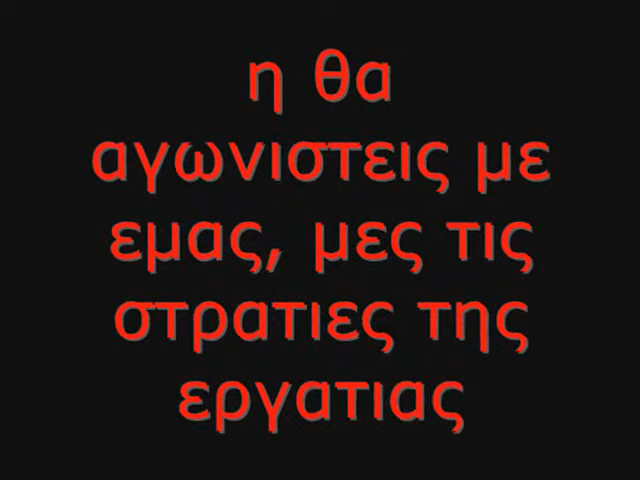 η θα
αγωνιστεις με
εμας, μες τις
στρατιες της
εργατιας